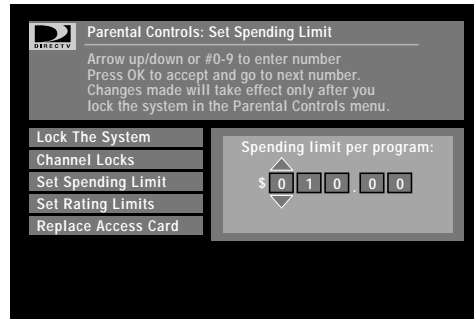 DIRECTV
Parental Controls: Set Spending Limit
Arrow up/down or #0-9 to enter number
Press OK to accept and go to next number.
Changes made will take effect only after you
lock the system in the Parental Controls menu.
Lock The System
Channel Locks
Set Spending Limit
Set Rating Limits
Replace Access Card
Spending limit per program:
$ 0 1 0 . 0 0